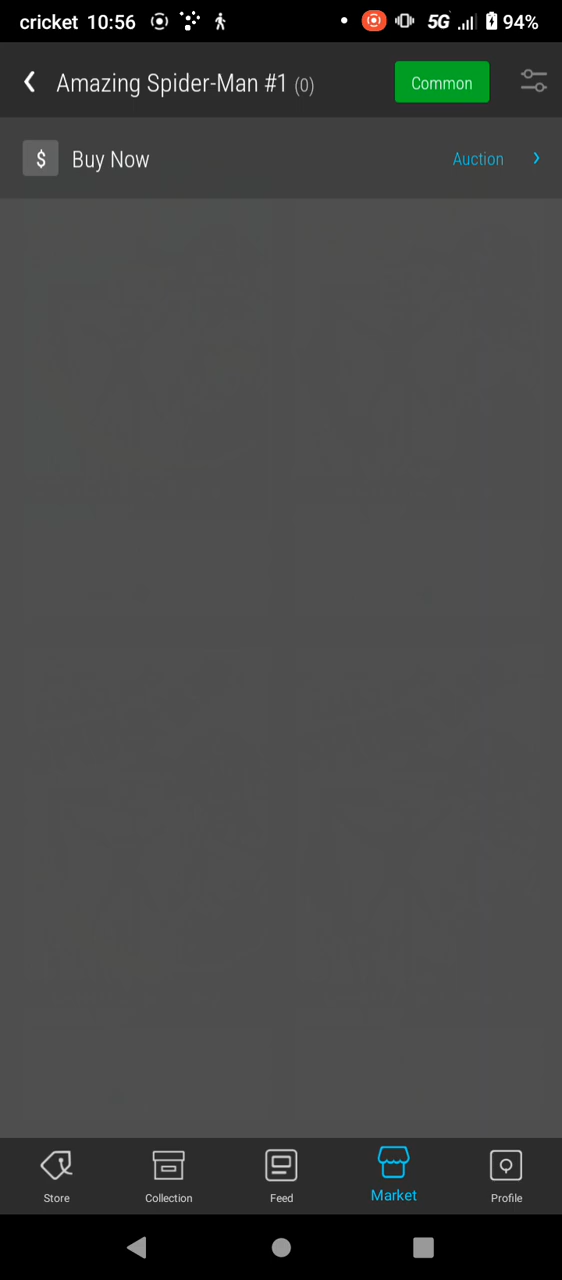 cricket 10:56 5G 94%
Amazing Spider-Man #1 (0) Common
$ Buy Now Auction
Store Collection Feed Market Profile